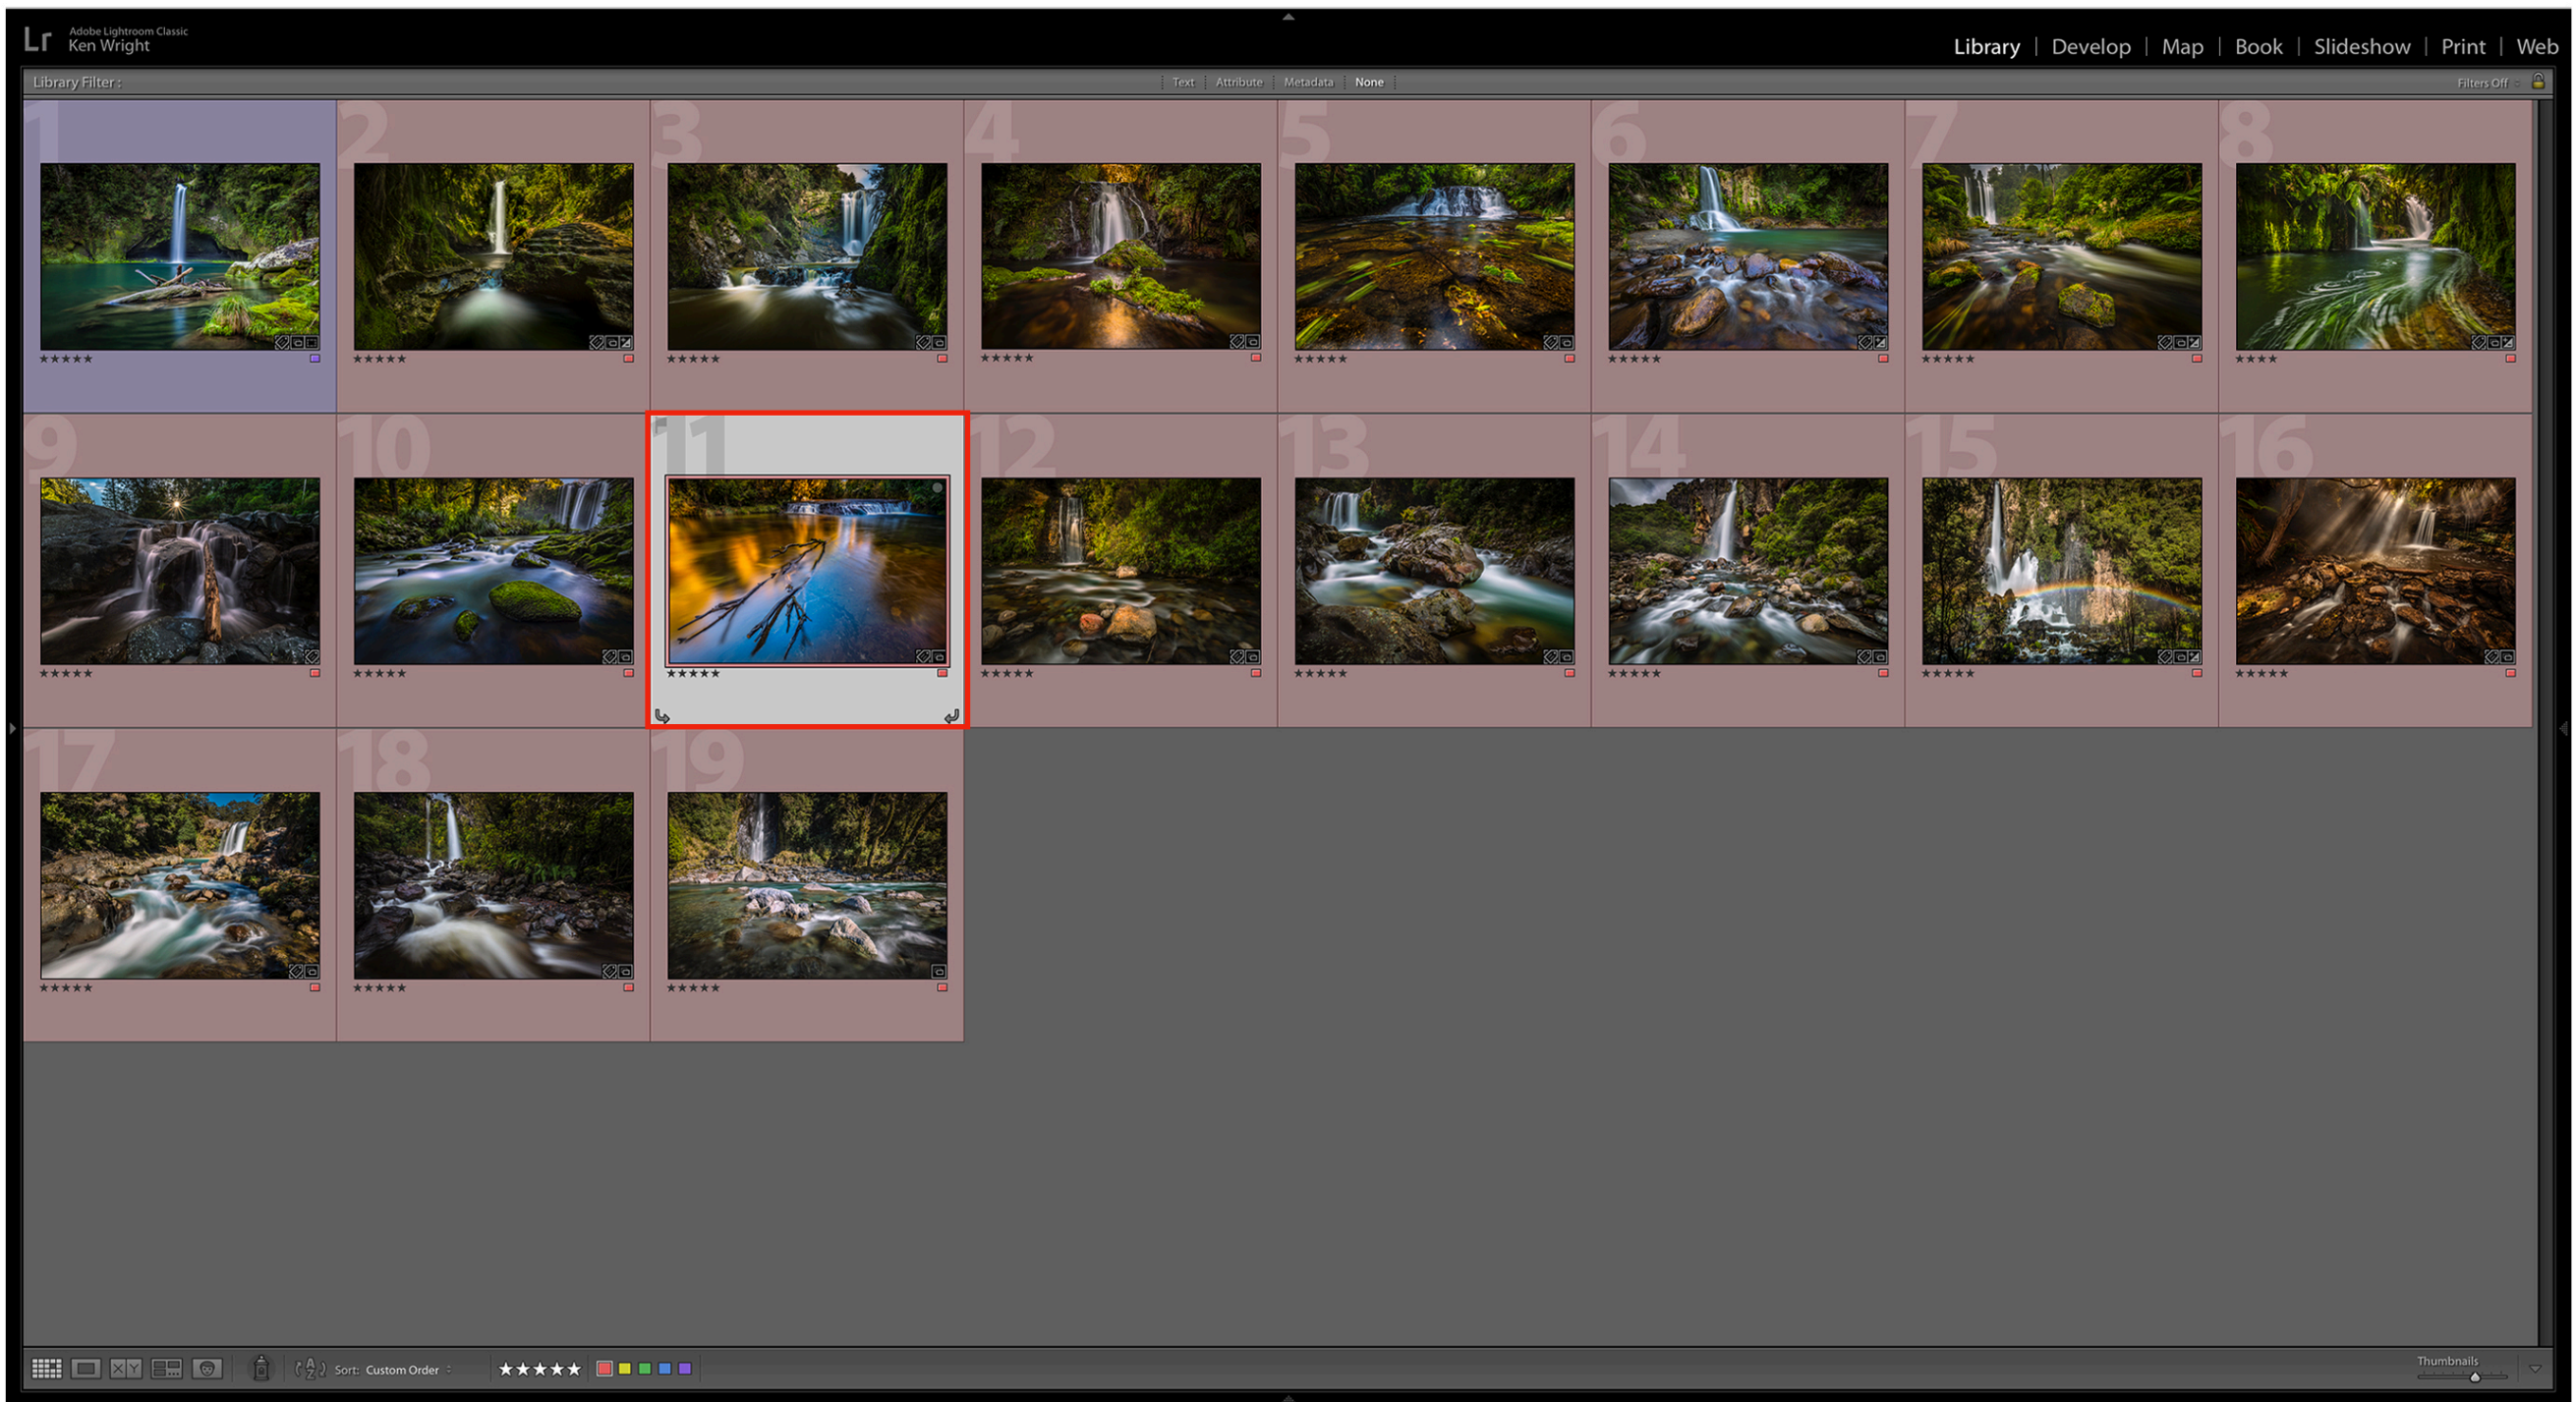 Lr
Adobe Lightroom Classic
Ken Wright
Library | Develop | Map | Book | Slideshow | Print | Web
Library Filter :
Text | Attribute | Metadata | None
Filters Off
1 2 3 4 5 6 7 8
9 10 11 12 13 14 15 16
17 18 19
X Y
A
Z
Sort: Custom Order
Thumbnails